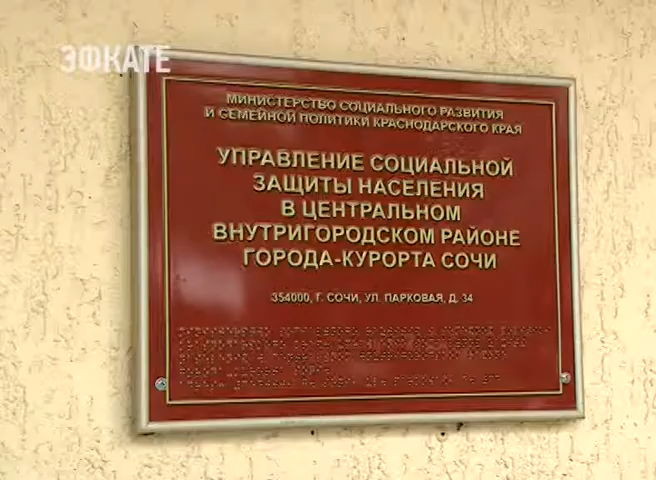 ЭФКАТЕ
МИНИСТЕРСТВО СОЦИАЛЬНОГО РАЗВИТИЯ
И СЕМЕЙНОЙ ПОЛИТИКИ КРАСНОДАРСКОГО КРАЯ
УПРАВЛЕНИЕ СОЦИАЛЬНОЙ
ЗАЩИТЫ НАСЕЛЕНИЯ
В ЦЕНТРАЛЬНОМ
ВНУТРИГОРОДСКОМ РАЙОНЕ
ГОРОДА-КУРОРТА СОЧИ
354000, Г. СОЧИ, УЛ. ПАРКОВАЯ, Д. 34